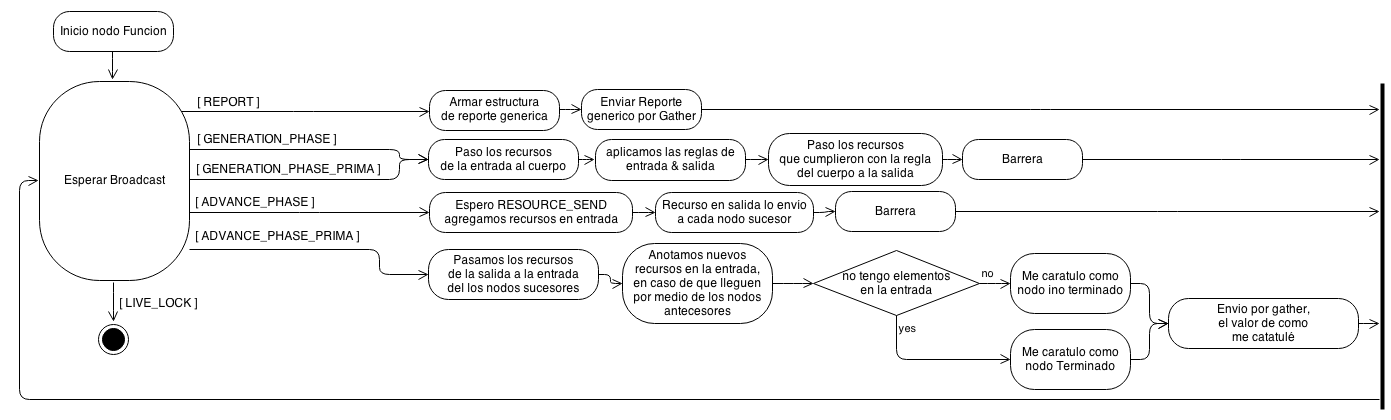 Inicio nodo Funcion
Esperar Broadcast
[ REPORT ]
Armar estructura
de reporte generica
Enviar Reporte
generico por Gather
[ GENERATION_PHASE ]
[ GENERATION_PHASE_PRIMA ]
Paso los recursos
de la entrada al cuerpo
aplicamos las reglas de
entrada & salida
Paso los recursos
que cumplieron con la regla
del cuerpo a la salida
Barrera
[ ADVANCE_PHASE ]
Espero RESOURCE_SEND
agregamos recursos en entrada
Recurso en salida lo envio
a cada nodo sucesor
Barrera
[ ADVANCE_PHASE_PRIMA ]
Pasamos los recursos
de la salida a la entrada
del los nodos sucesores
Anotamos nuevos
recursos en la entrada,
en caso de que lleguen
por medio de los nodos
antecesores
no tengo elementos
en la entrada
no
Me caratulo como
nodo ino terminado
yes
Me caratulo como
nodo Terminado
Envio por gather,
el valor de como
me catatulé
[ LIVE_LOCK ]